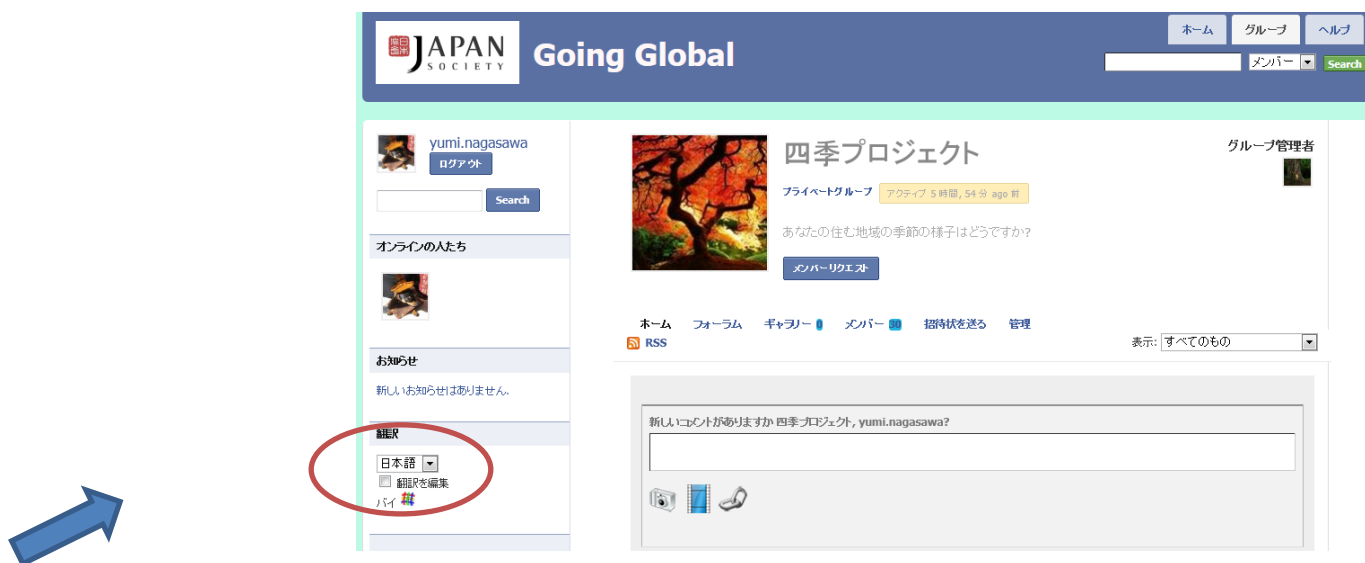 JAPAN
SOCIETY
Going Global
ホーム グループ ヘルプ
メンバー Search
yumi.nagasawa
ログアウト
Search
オンラインの人たち
お知らせ
新しいお知らせはありません.
翻訳
日本語
翻訳を編集
バイ
四季プロジェクト
プライベートグループ アクティブ 5 時間, 54 分 ago 前
あなたの住む地域の季節の様子はどうですか?
メンバーリクエスト
グループ管理者
ホーム フォーラム ギャラリー 0 メンバー 30 招待状を送る 管理
RSS
表示: すべてのもの
新しいコメントがありますか 四季プロジェクト, yumi.nagasawa?